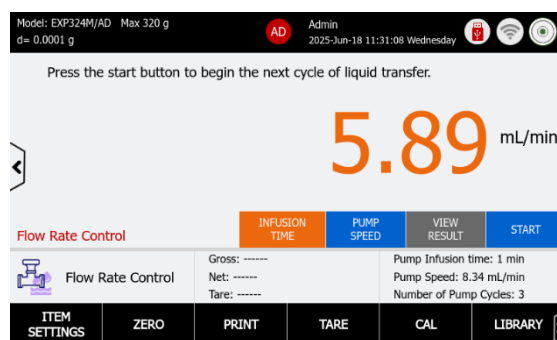 Model: EXP324M/AD Max 320 g
d= 0.0001 g
AD
Admin
2025-Jun-18 11:31:08 Wednesday
Press the start button to begin the next cycle of liquid transfer.
5.89 mL/min
Flow Rate Control
INFUSION TIME
PUMP SPEED
VIEW RESULT
START
Flow Rate Control
Gross: ------
Net: ------
Tare: ------
Pump Infusion time: 1 min
Pump Speed: 8.34 mL/min
Number of Pump Cycles: 3
ITEM SETTINGS
ZERO
PRINT
TARE
CAL
LIBRARY